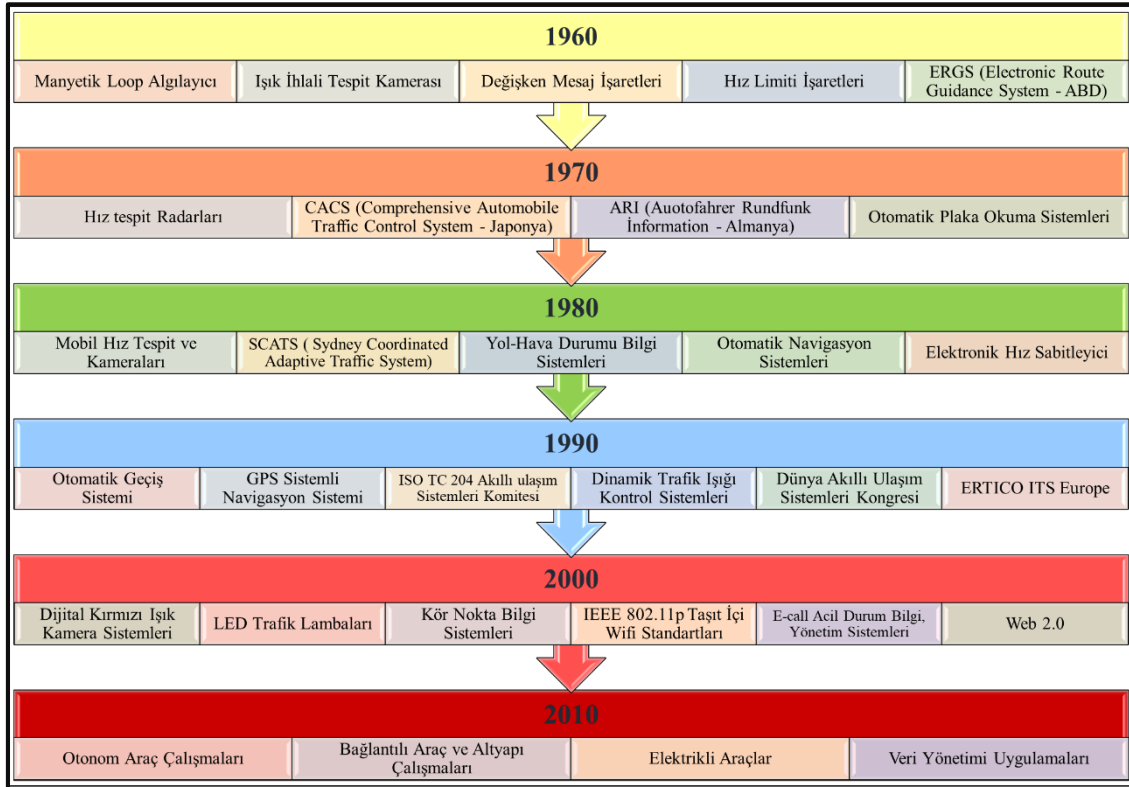 1960
Manyetik Loop Algılayıcı
Işık İhlali Tespit Kamerası
Değişken Mesaj İşaretleri
Hız Limiti İşaretleri
ERGS (Electronic Route
Guidance System - ABD)
1970
Hız tespit Radarları
CACS (Comprehensive Automobile
Traffic Control System - Japonya)
ARI (Auotofahrer Rundfunk
İnformation - Almanya)
Otomatik Plaka Okuma Sistemleri
1980
Mobil Hız Tespit ve
Kameraları
SCATS ( Sydney Coordinated
Adaptive Traffic System)
Yol-Hava Durumu Bilgi
Sistemleri
Otomatik Navigasyon
Sistemleri
Elektronik Hız Sabitleyici
1990
Otomatik Geçiş
Sistemi
GPS Sistemli
Navigasyon Sistemi
ISO TC 204 Akıllı ulaşım
Sistemleri Komitesi
Dinamik Trafik Işığı
Kontrol Sistemleri
Dünya Akıllı Ulaşım
Sistemleri Kongresi
ERTICO ITS Europe
2000
Dijital Kırmızı Işık
Kamera Sistemleri
LED Trafik Lambaları
Kör Nokta Bilgi
Sistemleri
IEEE 802.11p Taşıt İçi
Wifi Standartları
E-call Acil Durum Bilgi,
Yönetim Sistemleri
Web 2.0
2010
Otonom Araç Çalışmaları
Bağlantılı Araç ve Altyapı
Çalışmaları
Elektrikli Araçlar
Veri Yönetimi Uygulamaları